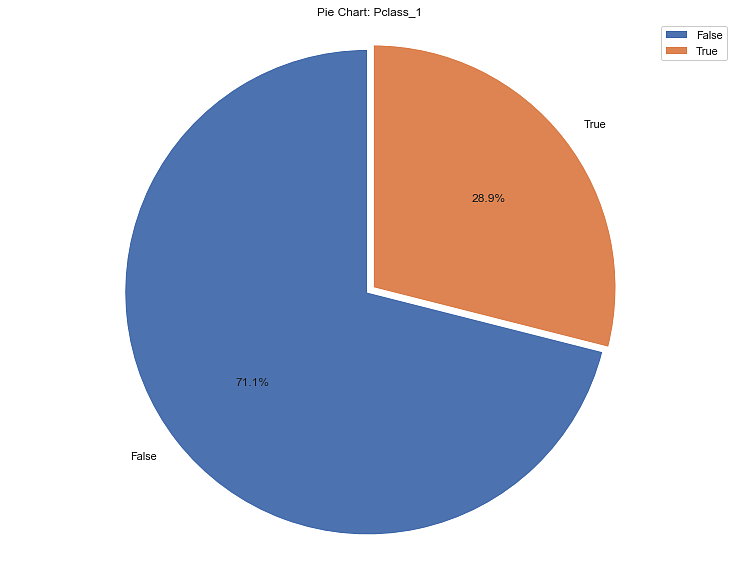 Pie Chart: Pclass_1
False
True
True
28.9%
71.1%
False